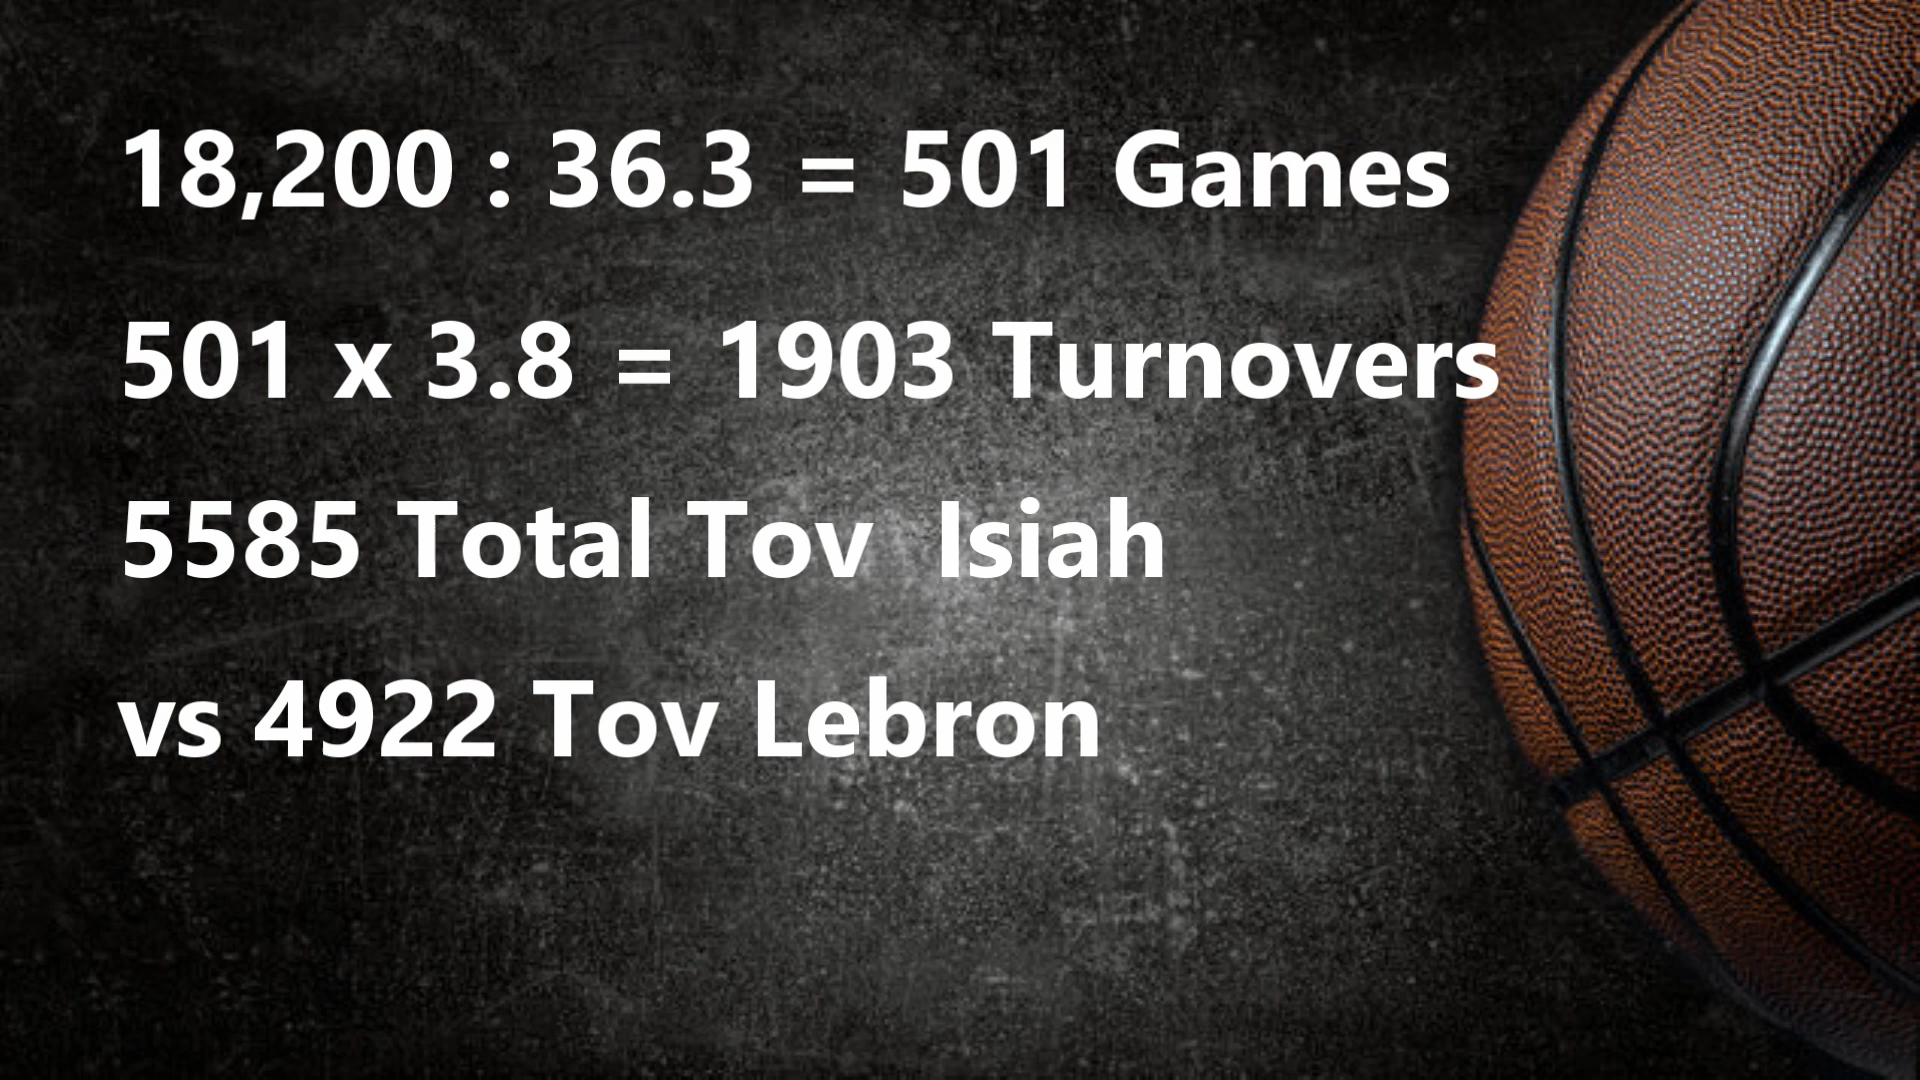 18,200 : 36.3 = 501 Games
501 x 3.8 = 1903 Turnovers
5585 Total Tov Isiah
vs 4922 Tov Lebron